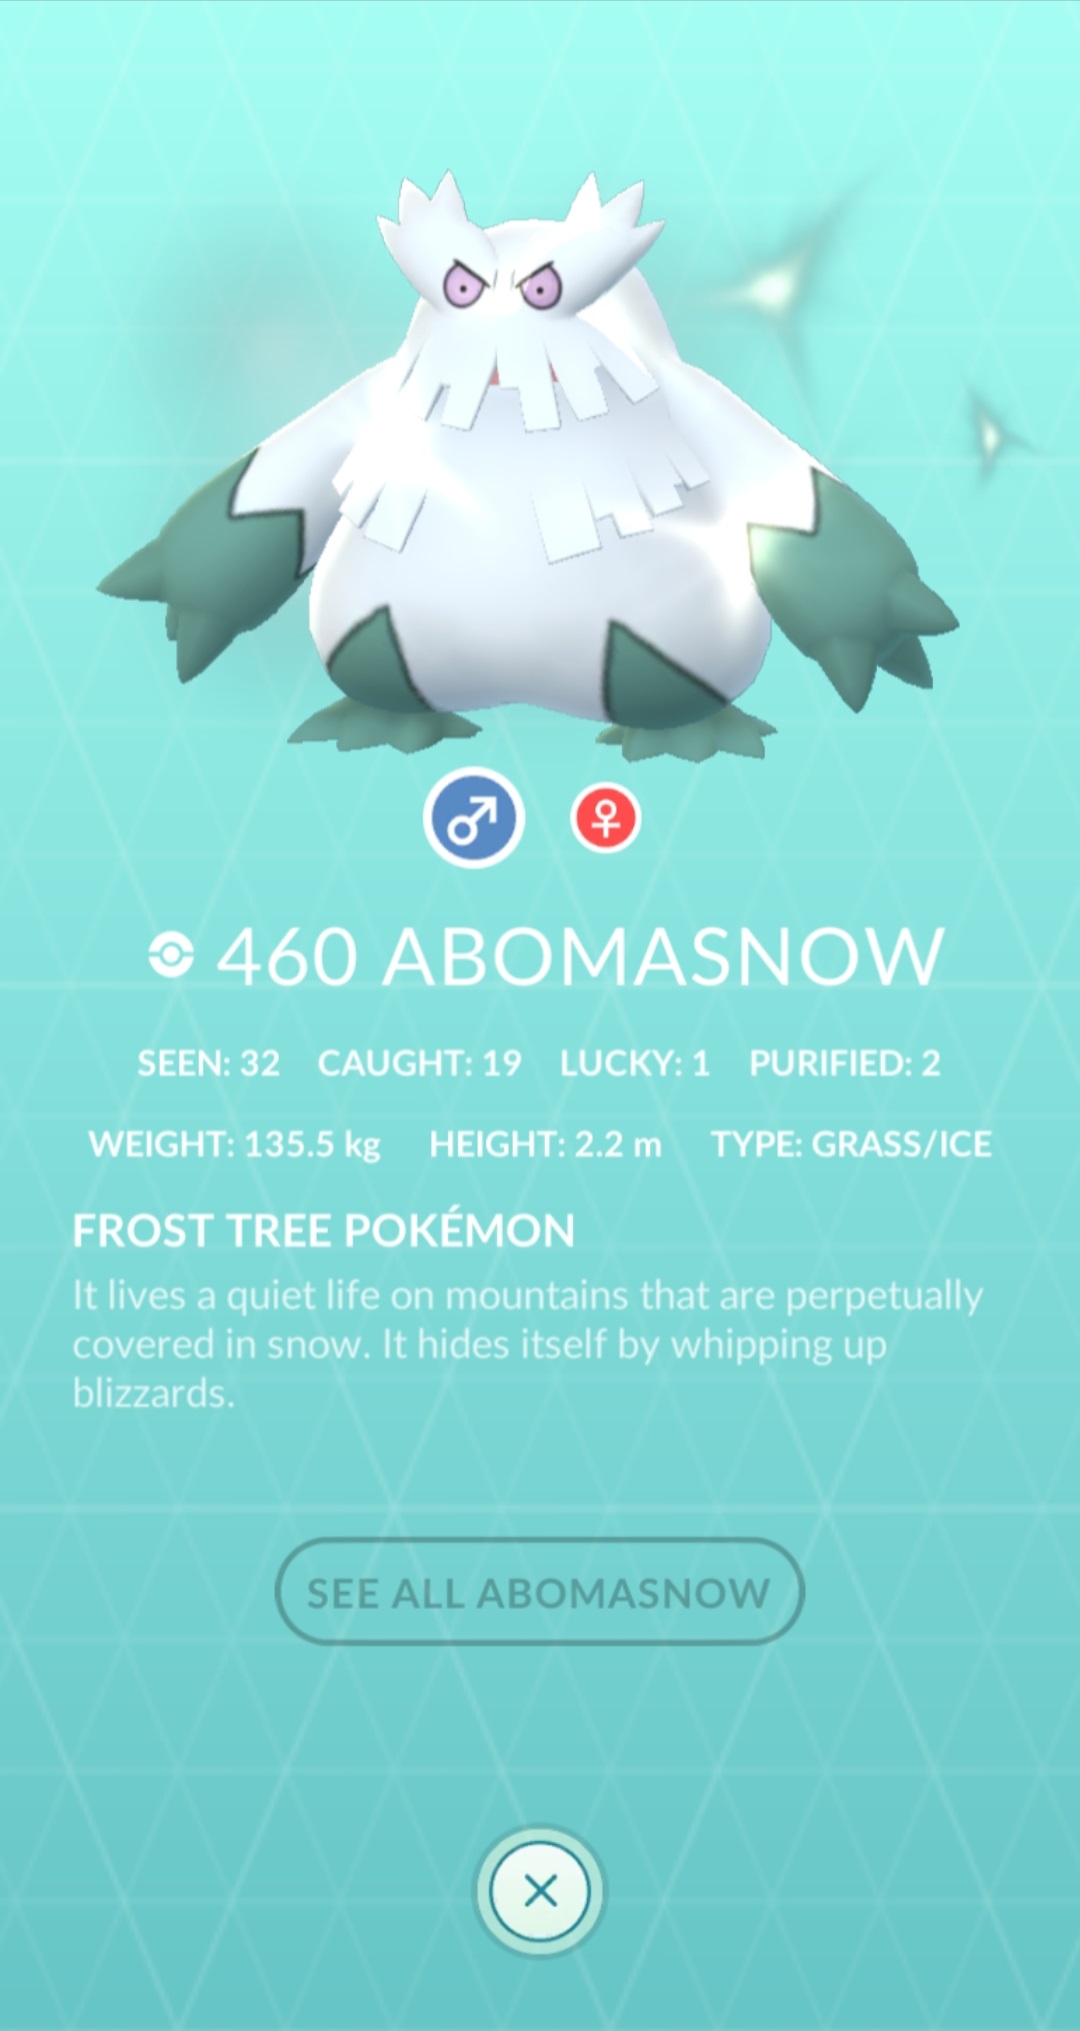 460 ABOMASNOW
SEEN: 32 CAUGHT: 19 LUCKY: 1 PURIFIED: 2
WEIGHT: 135.5 kg HEIGHT: 2.2 m TYPE: GRASS/ICE
FROST TREE POKÉMON
It lives a quiet life on mountains that are perpetually
covered in snow. It hides itself by whipping up
blizzards.
SEE ALL ABOMASNOW